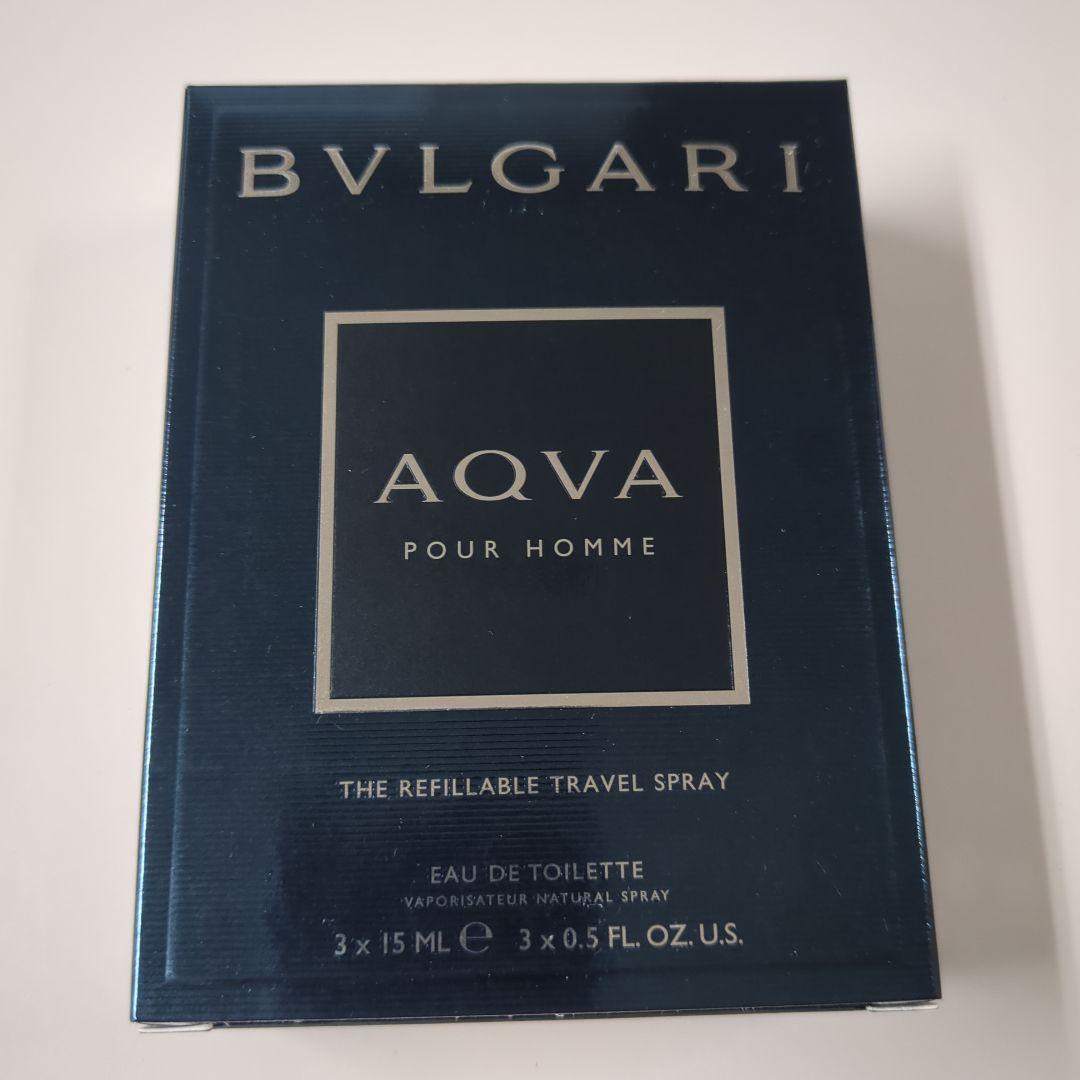 BVLGARI
AQVA
POUR HOMME
THE REFILLABLE TRAVEL SPRAY
EAU DE TOILETTE
VAPORISATEUR NATURAL SPRAY
3 x 15 ML ℮ 3 x 0.5 FL. OZ. U.S.